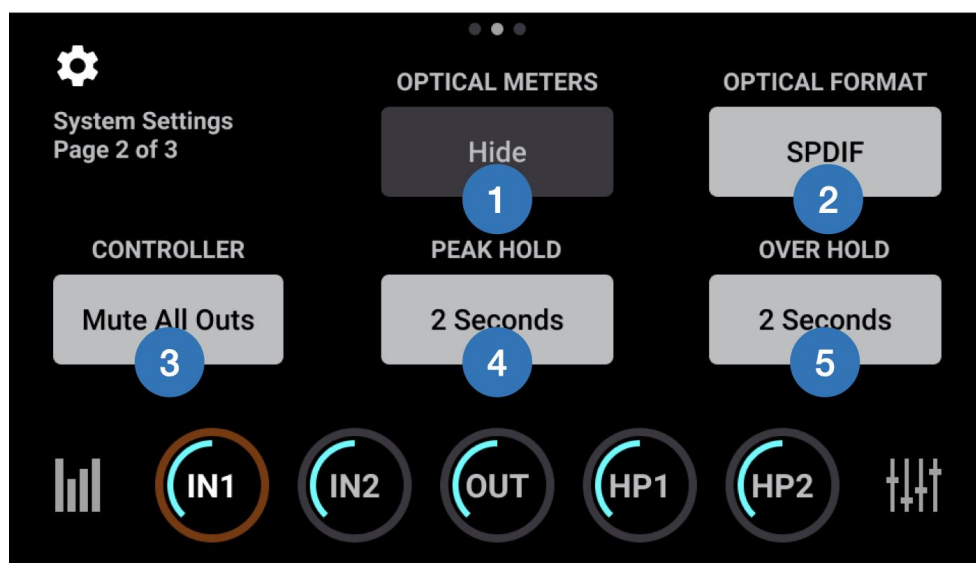 System Settings
Page 2 of 3
OPTICAL METERS
Hide
1
OPTICAL FORMAT
SPDIF
2
CONTROLLER
Mute All Outs
3
PEAK HOLD
2 Seconds
4
OVER HOLD
2 Seconds
5
IN1
IN2
OUT
HP1
HP2